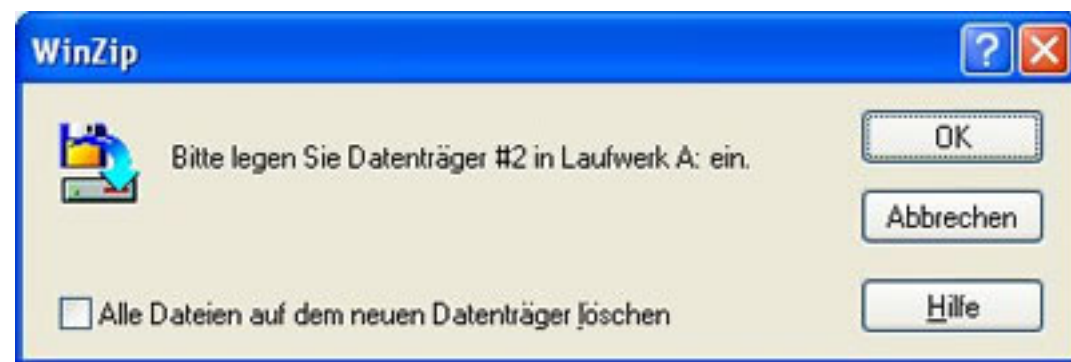 WinZip
Bitte legen Sie Datenträger #2 in Laufwerk A: ein.
OK
Abbrechen
Alle Dateien auf dem neuen Datenträger löschen
Hilfe